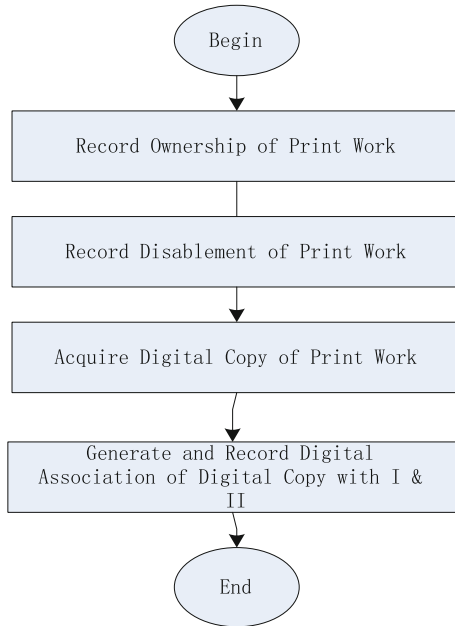 Begin
Record Ownership of Print Work
Record Disablement of Print Work
Acquire Digital Copy of Print Work
Generate and Record Digital
Association of Digital Copy with I &
II
End